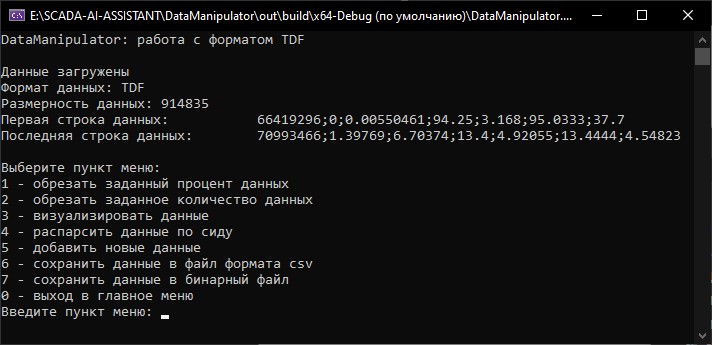 E:\SCADA-AI-ASSISTANT\DataManipulator\out\build\x64-Debug (по умолчанию)\DataManipulator....
DataManipulator: работа с форматом TDF
Данные загружены
Формат данных: TDF
Размерность данных: 914835
Первая строка данных: 66419296;0;0.00550461;94.25;3.168;95.0333;37.7
Последняя строка данных: 70993466;1.39769;6.70374;13.4;4.92055;13.4444;4.54823
Выберите пункт меню:
1 - обрезать заданный процент данных
2 - обрезать заданное количество данных
3 - визуализировать данные
4 - распарсить данные по сиду
5 - добавить новые данные
6 - сохранить данные в файл формата csv
7 - сохранить данные в бинарный файл
0 - выход в главное меню
Введите пункт меню: